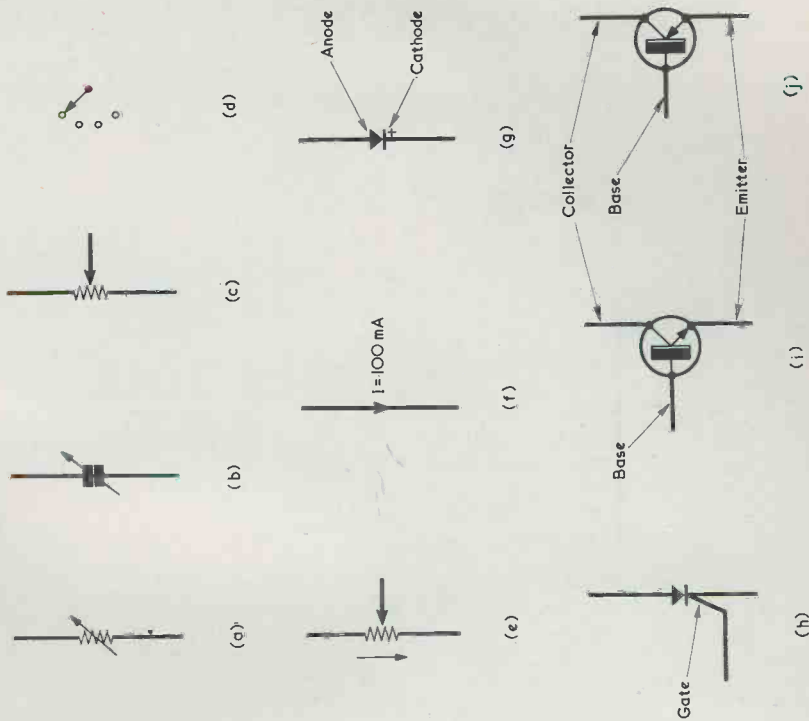 (a)
(b)
(c)
(d)
I = 100 mA
Anode
Cathode
(e)
(f)
(g)
Gate
Base
Collector
Base
Emitter
(h)
(i)
(j)